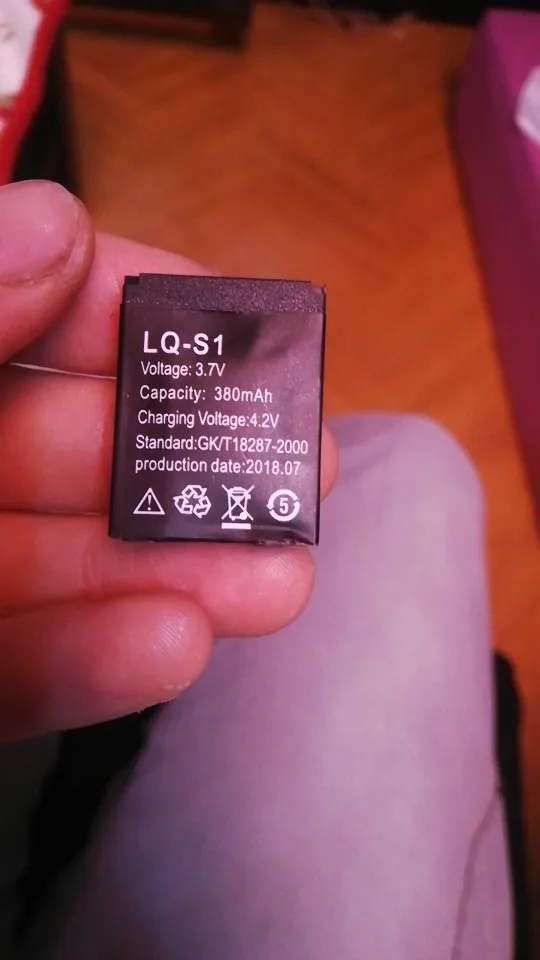 LQ-S1
Voltage: 3.7V
Capacity: 380mAh
Charging Voltage:4.2V
Standard:GK/T18287-2000
production date:2018.07
5